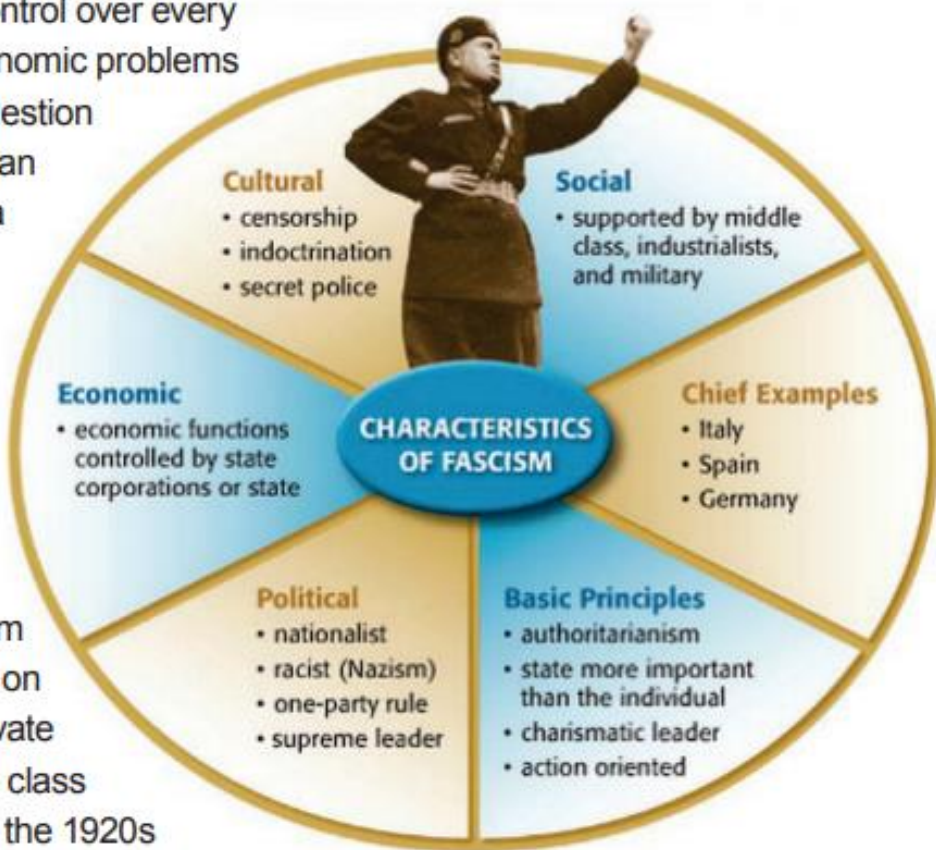 ontrol over every
nomic problems
estion
an
a
Cultural
• censorship
• indoctrination
• secret police
Social
• supported by middle
class, industrialists,
and military
Economic
• economic functions
controlled by state
corporations or state
CHARACTERISTICS
OF FASCISM
Chief Examples
• Italy
• Spain
• Germany
Political
• nationalist
• racist (Nazism)
• one-party rule
• supreme leader
Basic Principles
• authoritarianism
• state more important
than the individual
• charismatic leader
• action oriented
m
on
vate
class
the 1920s